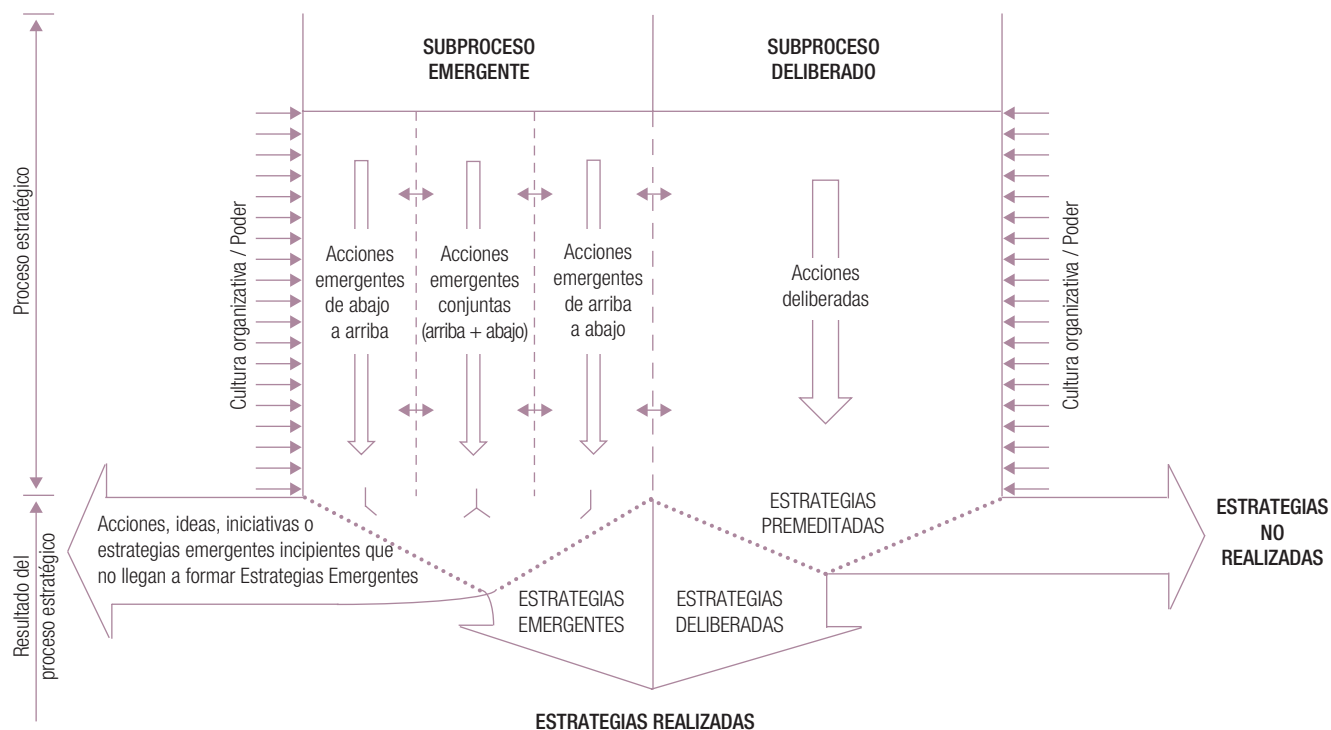 SUBPROCESO
EMERGENTE
SUBPROCESO
DELIBERADO
Proceso estratégico
Cultura organizativa / Poder
Acciones
emergentes
de abajo
a arriba
Acciones
emergentes
conjuntas
(arriba + abajo)
Acciones
emergentes
de arriba
a abajo
Acciones
deliberadas
Cultura organizativa / Poder
Resultado del
proceso estratégico
Acciones, ideas, iniciativas o
estrategias emergentes incipientes que
no llegan a formar Estrategias Emergentes
ESTRATEGIAS
PREMEDITADAS
ESTRATEGIAS
NO
REALIZADAS
ESTRATEGIAS
EMERGENTES
ESTRATEGIAS
DELIBERADAS
ESTRATEGIAS REALIZADAS